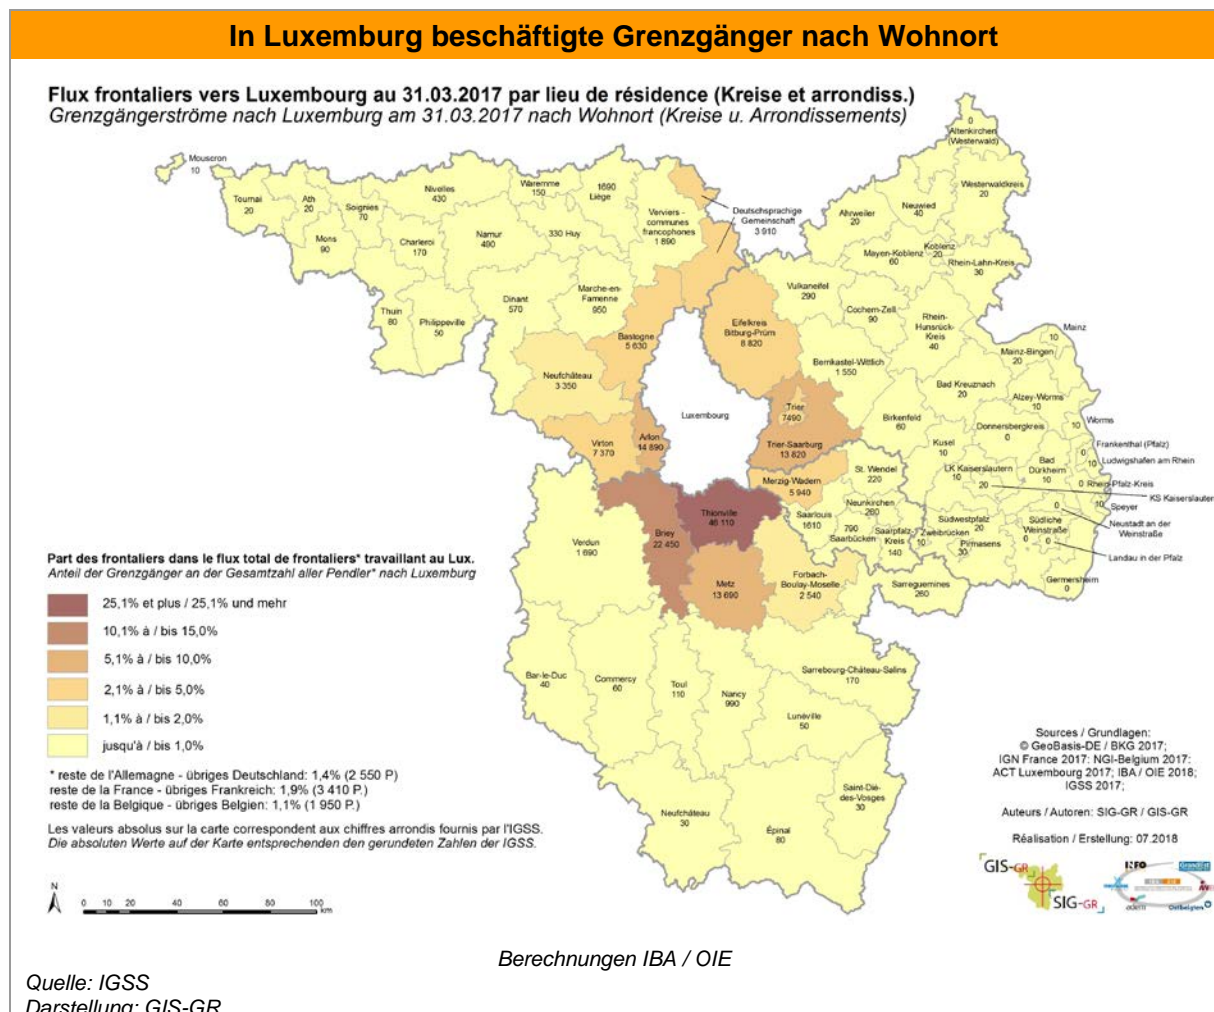 In Luxemburg beschäftigte Grenzgänger nach Wohnort
Flux frontaliers vers Luxembourg au 31.03.2017 par lieu de résidence (Kreise et arrondiss.)
Grenzgängerströme nach Luxemburg am 31.03.2017 nach Wohnort (Kreise u. Arrondissements)
Mouscron
10
Tournai
20
Ath
20
Soignies
70
Mons
90
Nivelles
430
Charleroi
170
Namur
490
Waremme
150
1690
Liège
330 Huy
Verviers -
communes
francophones
1 890
Deutschsprachige
Gemeinschaft
3 910
Thuin
80
Philippeville
50
Dinant
570
Marche-en-
Famenne
950
Bastogne
5 630
Neufchâteau
3 350
Virton
7 370
Arlon
14 890
Luxembourg
0
Altenkirchen
(Westerwald)
Westerwaldkreis
20
Neuwied
40
Ahrweiler
20
Mayen-Koblenz
60
Koblenz
20
Rhein-Lahn-Kreis
30
Vulkaneifel
290
Cochem-Zell
90
Rhein-
Hunsrück-
Kreis
40
Eifelkreis
Bitburg-Prüm
8 820
Bernkastel-Wittlich
1 550
Mainz
10
Mainz-Bingen
20
Bad Kreuznach
20
Alzey-Worms
10
Worms
10
Trier
7490
Trier-Saarburg
13 820
Birkenfeld
60
Donnersbergkreis
0
Kusel
10
Frankenthal (Pfalz)
0
Ludwigshafen am Rhein
10
Bad
Dürkheim
10
LK Kaiserslautern
10
20
KS Kaiserslauter
0 Rhein-Pfalz-Kreis
10
Speyer
0
Neustadt an der
Weinstraße
Merzig-Wadern
5 940
St. Wendel
220
Neunkirchen
260
Saarlouis
1610
790
Saarbücken
Saarpfalz-
Kreis
140
Zweibrücken
10
Südwestpfalz
20
Pirmasens
30
Südliche
Weinstraße
0
0
Landau in der Pfalz
Germersheim
0
Thionville
46 110
Briey
22 450
Verdun
1 690
Metz
13 690
Forbach-
Boulay-Moselle
2 540
Sarreguemines
260
Sarrebourg-Château-Salins
170
Bar-le-Duc
40
Commercy
60
Toul
110
Nancy
990
Lunéville
50
Neufchâteau
30
Épinal
80
Saint-Dié-
des-Vosges
30
Part des frontaliers dans le flux total de frontaliers* travaillant au Lux.
Anteil der Grenzgänger an der Gesamtzahl aller Pendler* nach Luxemburg
25,1% et plus / 25,1% und mehr
10,1% à / bis 15,0%
5,1% à / bis 10,0%
2,1% à / bis 5,0%
1,1% à / bis 2,0%
jusqu'à / bis 1,0%
* reste de l'Allemagne - übriges Deutschland: 1,4% (2 550 P)
reste de la France - übriges Frankreich: 1,9% (3 410 P.)
reste de la Belgique - übriges Belgien: 1,1% (1 950 P.)
Les valeurs absolus sur la carte correspondent aux chiffres arrondis fournis par l'IGSS.
Die absoluten Werte auf der Karte entsprechenden den gerundeten Zahlen der IGSS.
N
0 10 20 40 60 80 100
km
Sources / Grundlagen:
© GeoBasis-DE / BKG 2017;
IGN France 2017: NGI-Belgium 2017:
ACT Luxembourg 2017; IBA / OIE 2018;
IGSS 2017;
Auteurs / Autoren: SIG-GR / GIS-GR
Réalisation / Erstellung: 07.2018
GIS-GR
SIG-GR
Berechnungen IBA / OIE
Quelle: IGSS
Darstellung: GIS-GR